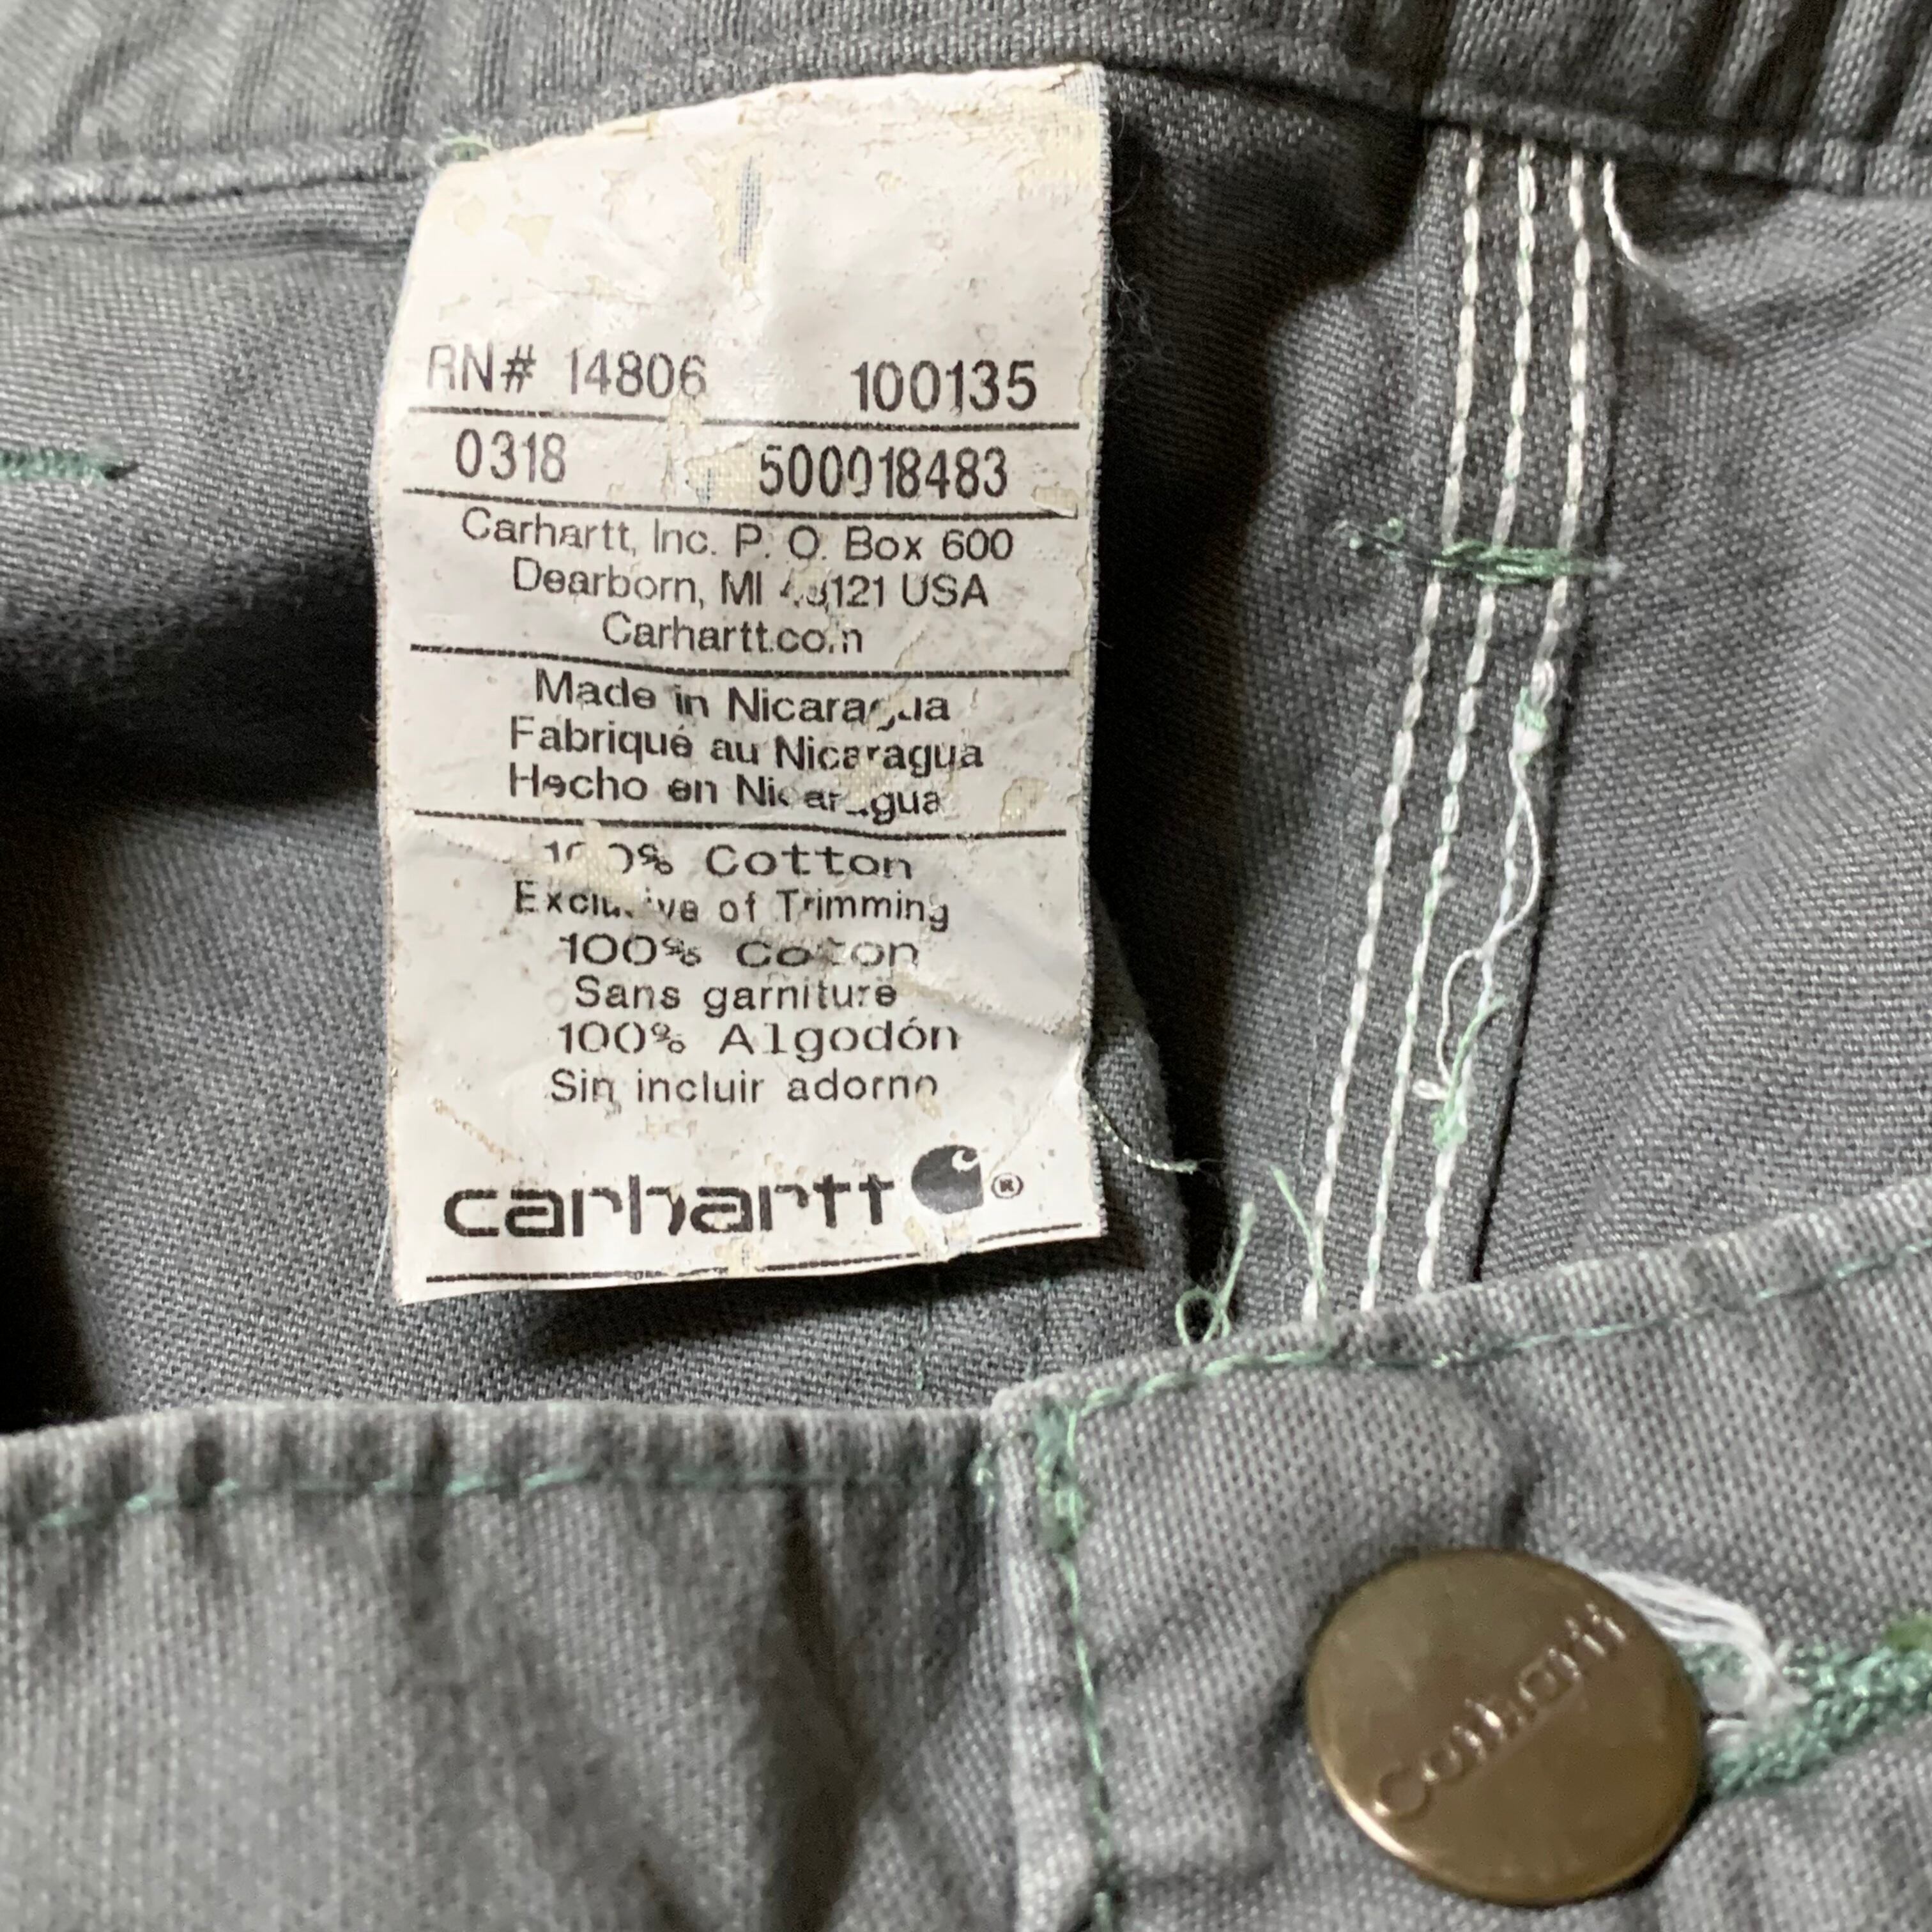 RN# 14806 100135
0318 500018483
Carhartt, Inc. P. O. Box 600
Dearborn, MI 48121 USA
Carhartt.com
Made in Nicaragua
Fabriqué au Nicaragua
Hecho en Nicaragua
100% Cotton
Exclusive of Trimming
100% Coton
Sans garniture
100% Algodón
Sin incluir adorno
carhartt ®
Carhartt